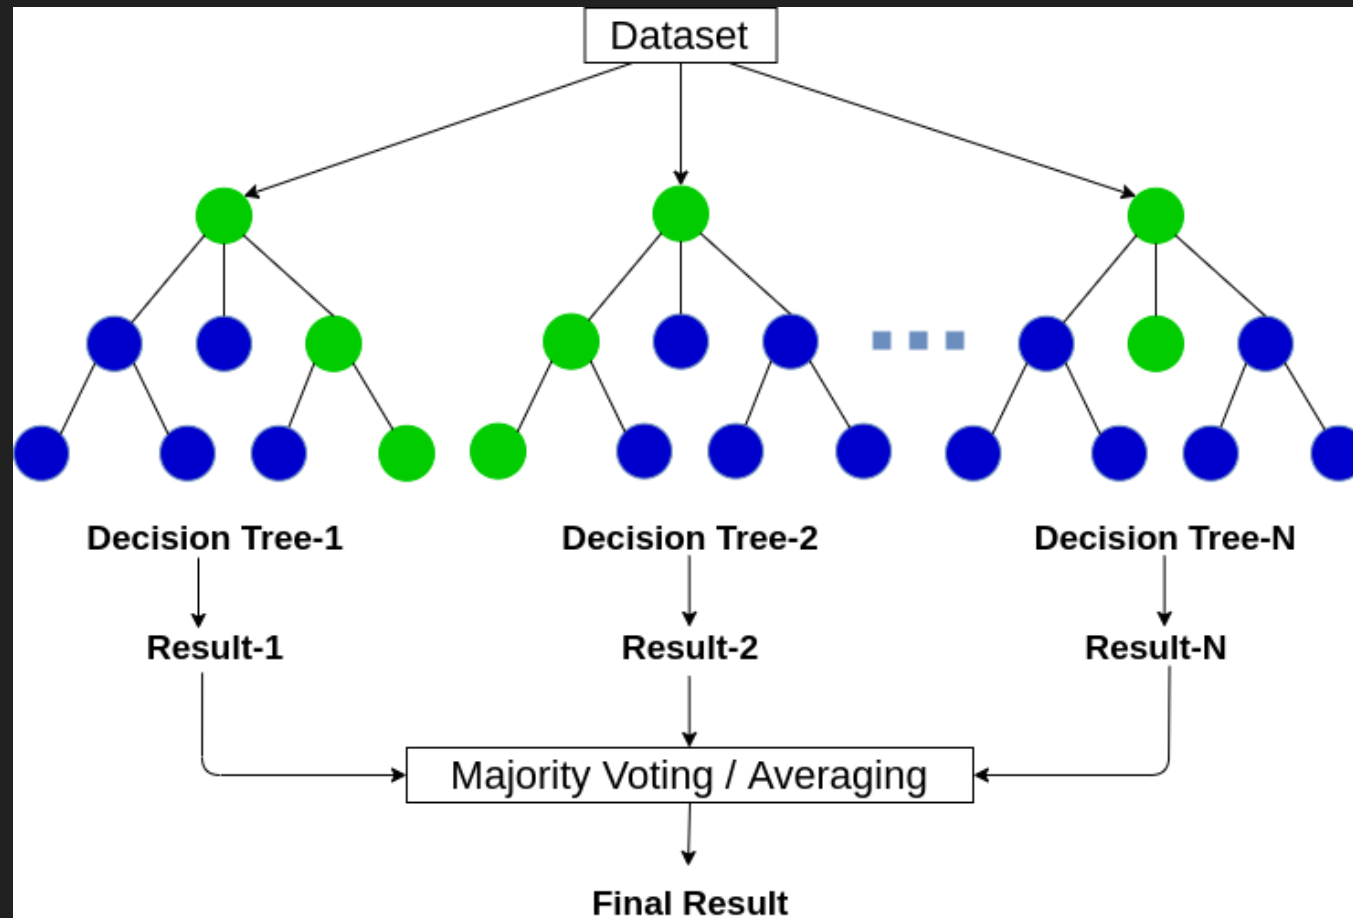 Dataset
Decision Tree-1
Decision Tree-2
Decision Tree-N
Result-1
Result-2
Result-N
Majority Voting / Averaging
Final Result